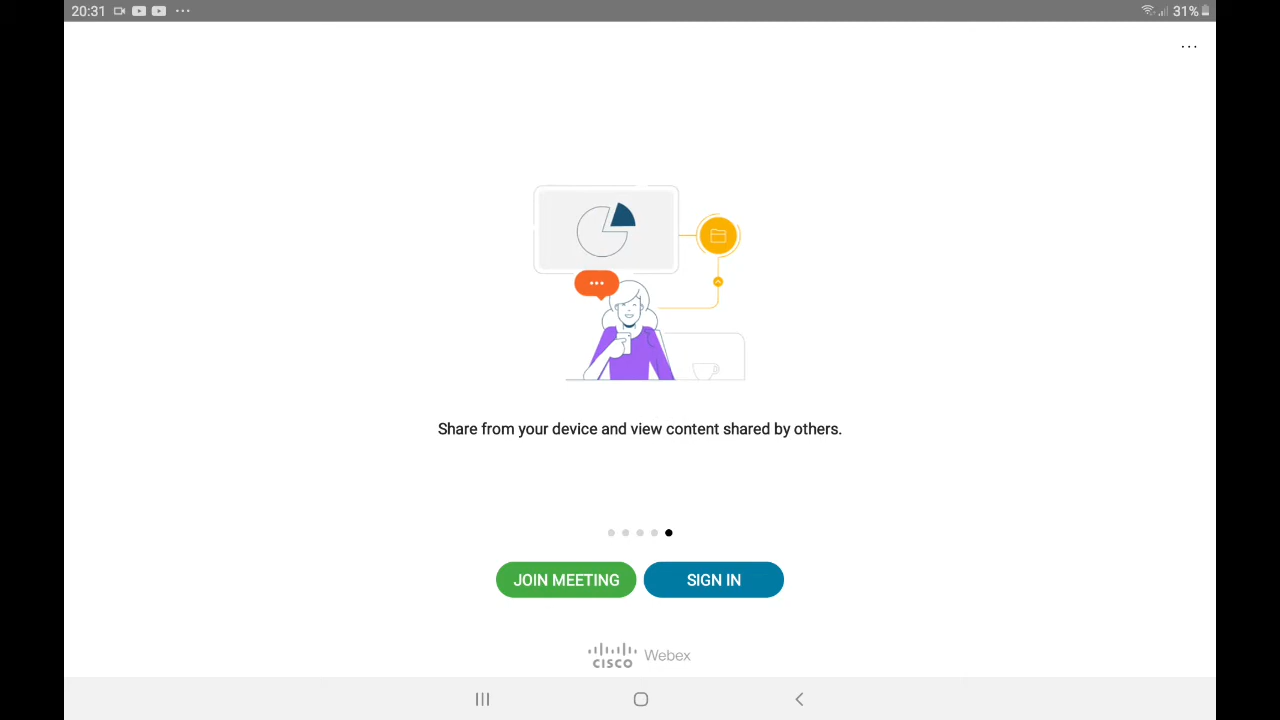 20:31
31%
Share from your device and view content shared by others.
JOIN MEETING
SIGN IN
CISCO Webex